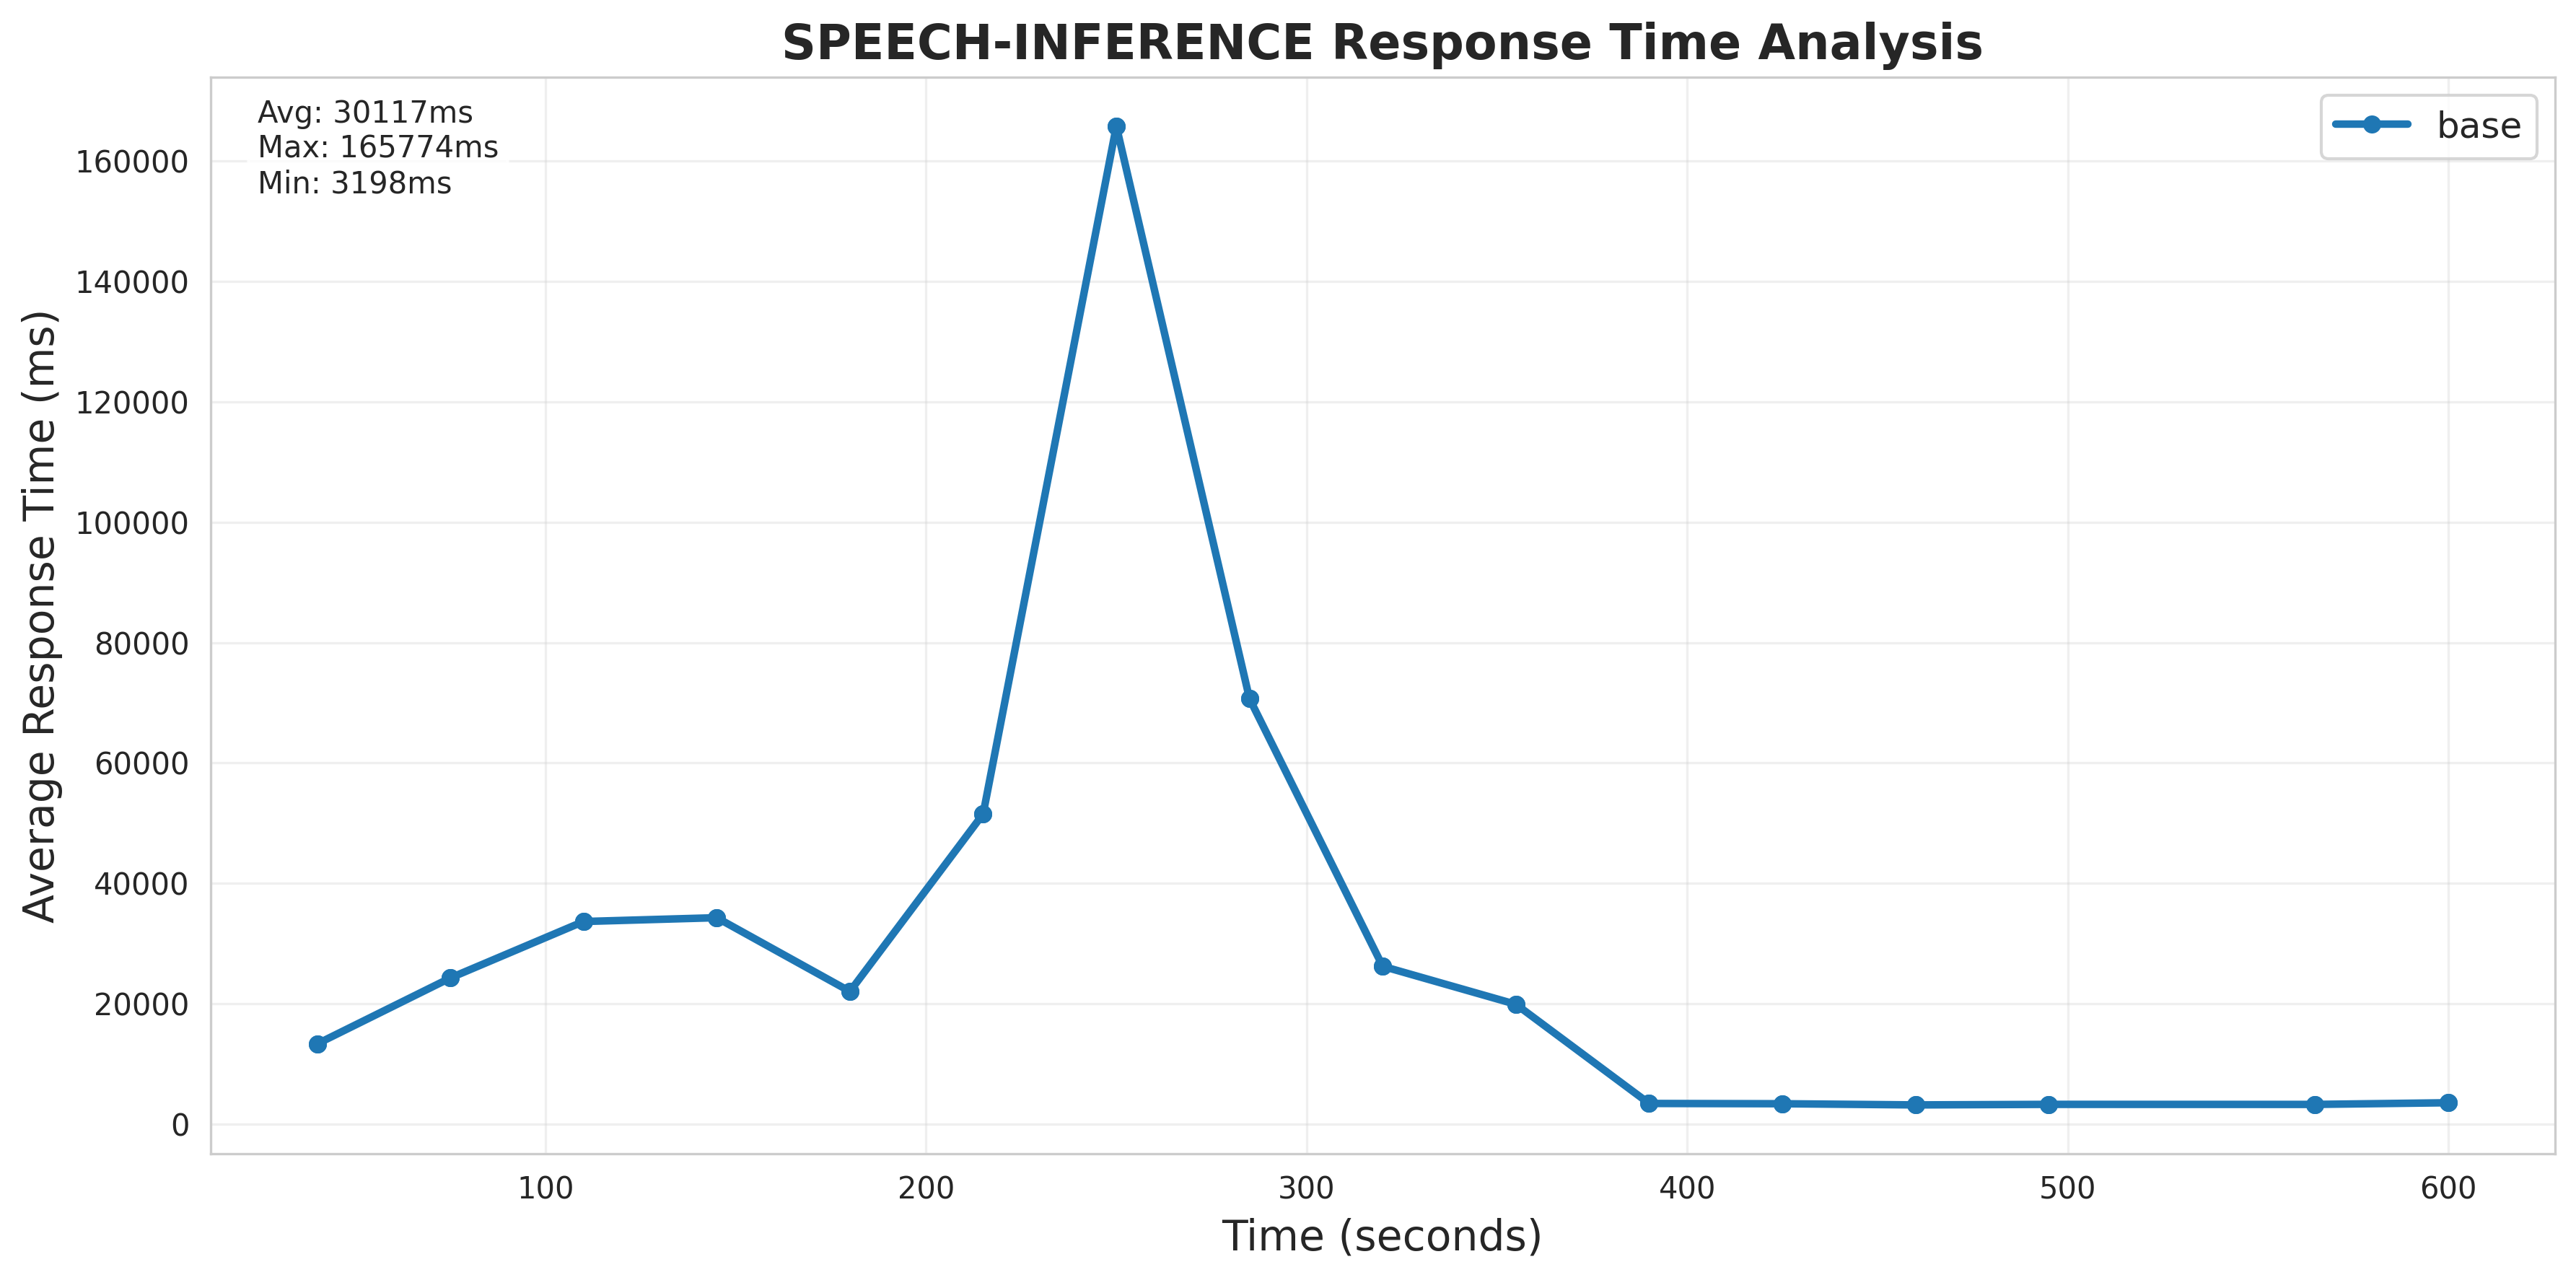 SPEECH-INFERENCE Response Time Analysis
Avg: 30117ms
Max: 165774ms
Min: 3198ms
base
Average Response Time (ms)
160000
140000
120000
100000
80000
60000
40000
20000
0
100 200 300 400 500 600
Time (seconds)